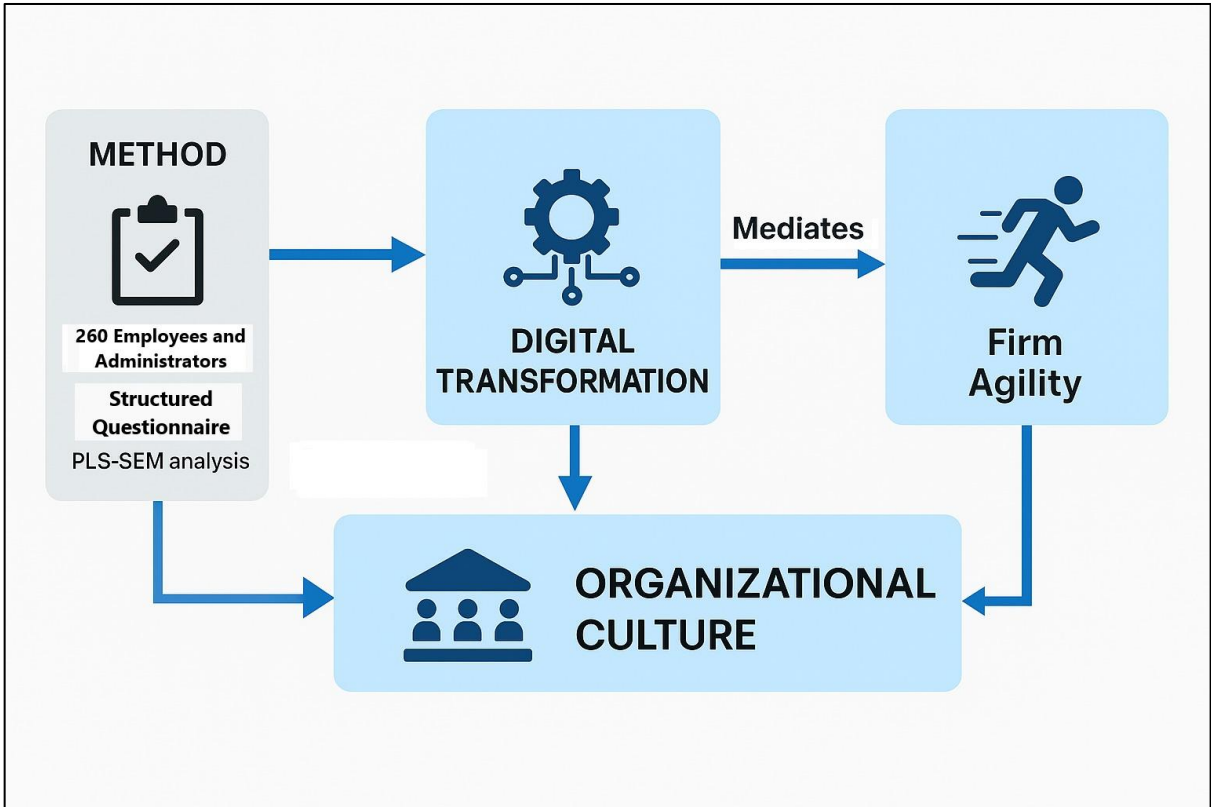 METHOD
260 Employees and
Administrators
Structured
Questionnaire
PLS-SEM analysis
DIGITAL
TRANSFORMATION
Mediates
Firm
Agility
ORGANIZATIONAL
CULTURE